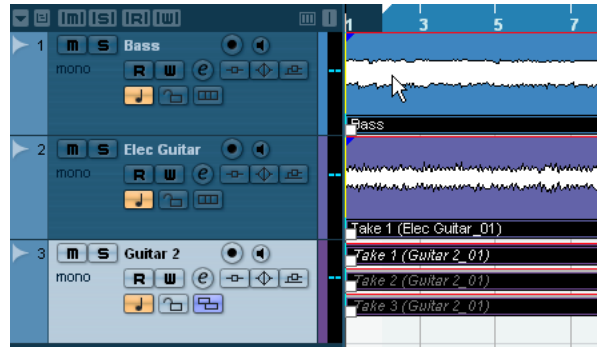 m s R W 1 3 5 7
1 m S Bass
mono R W e
Bass
2 m S Elec Guitar
mono R W e
Take 1 (Elec Guitar_01)
3 m S Guitar 2
mono R W e
Take 1 (Guitar 2_01)
Take 2 (Guitar 2_01)
Take 3 (Guitar 2_01)